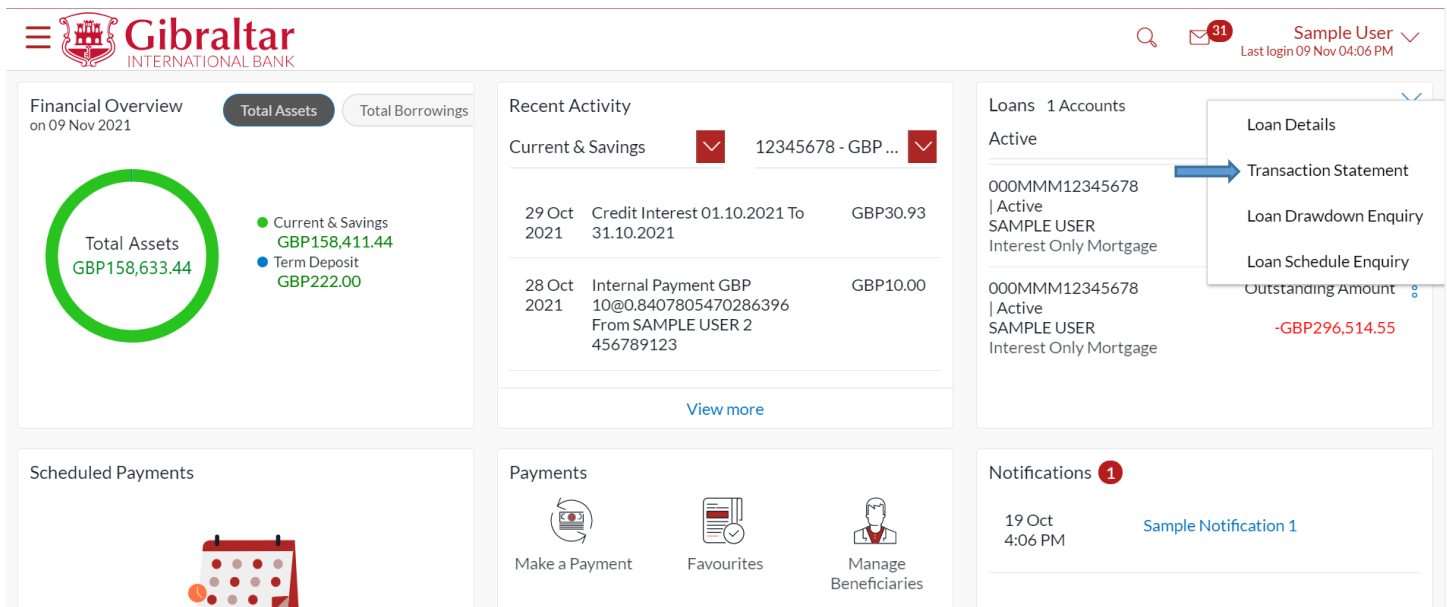 Gibraltar
INTERNATIONAL BANK
31
Sample User
Last login 09 Nov 04:06 PM
Financial Overview
on 09 Nov 2021
Total Assets
Total Borrowings
Total Assets
GBP158,633.44
Current & Savings
GBP158,411.44
Term Deposit
GBP222.00
Recent Activity
Current & Savings
12345678 - GBP ...
29 Oct
2021
Credit Interest 01.10.2021 To
31.10.2021
GBP30.93
28 Oct
2021
Internal Payment GBP
10@0.8407805470286396
From SAMPLE USER 2
456789123
GBP10.00
View more
Loans 1 Accounts
Active
000MMM12345678
| Active
SAMPLE USER
Interest Only Mortgage
Loan Details
Transaction Statement
Loan Drawdown Enquiry
Loan Schedule Enquiry
000MMM12345678
| Active
SAMPLE USER
Interest Only Mortgage
Outstanding Amount
-GBP296,514.55
Scheduled Payments
Payments
Make a Payment
Favourites
Manage
Beneficiaries
Notifications 1
19 Oct
4:06 PM
Sample Notification 1